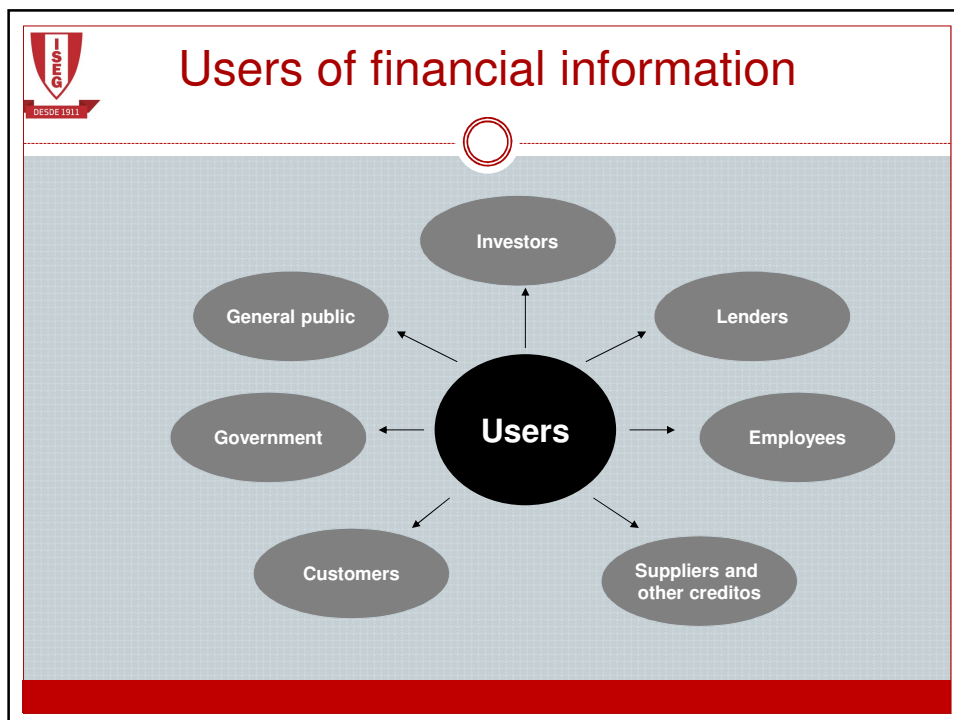 ISEG
DESDE 1911
Users of financial information
Investors
General public
Lenders
Users
Government
Employees
Customers
Suppliers and
other creditos